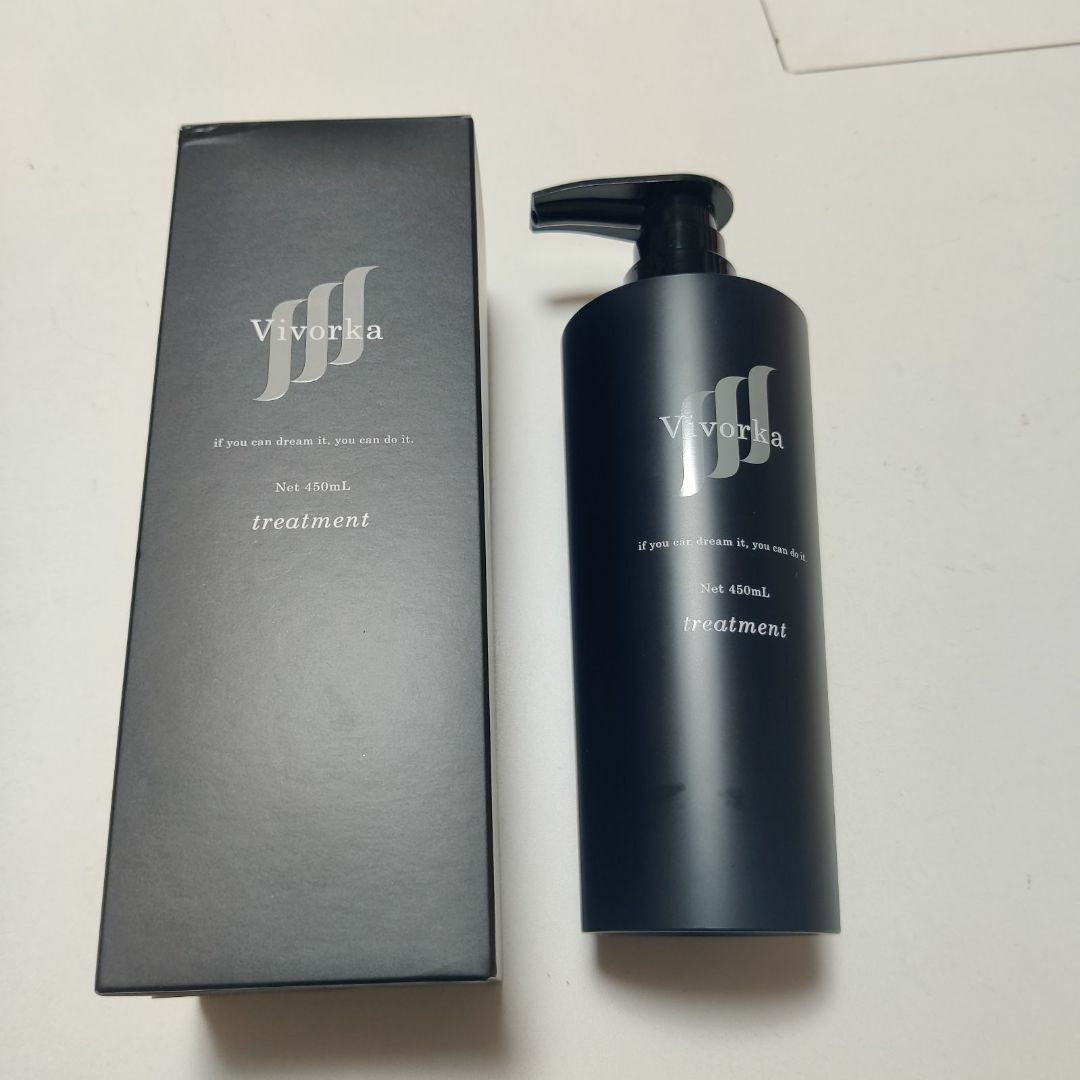 Vivorka
if you can dream it, you can do it.
Net 450mL
treatment
Vivorka
if you can dream it, you can do it.
Net 450mL
treatment